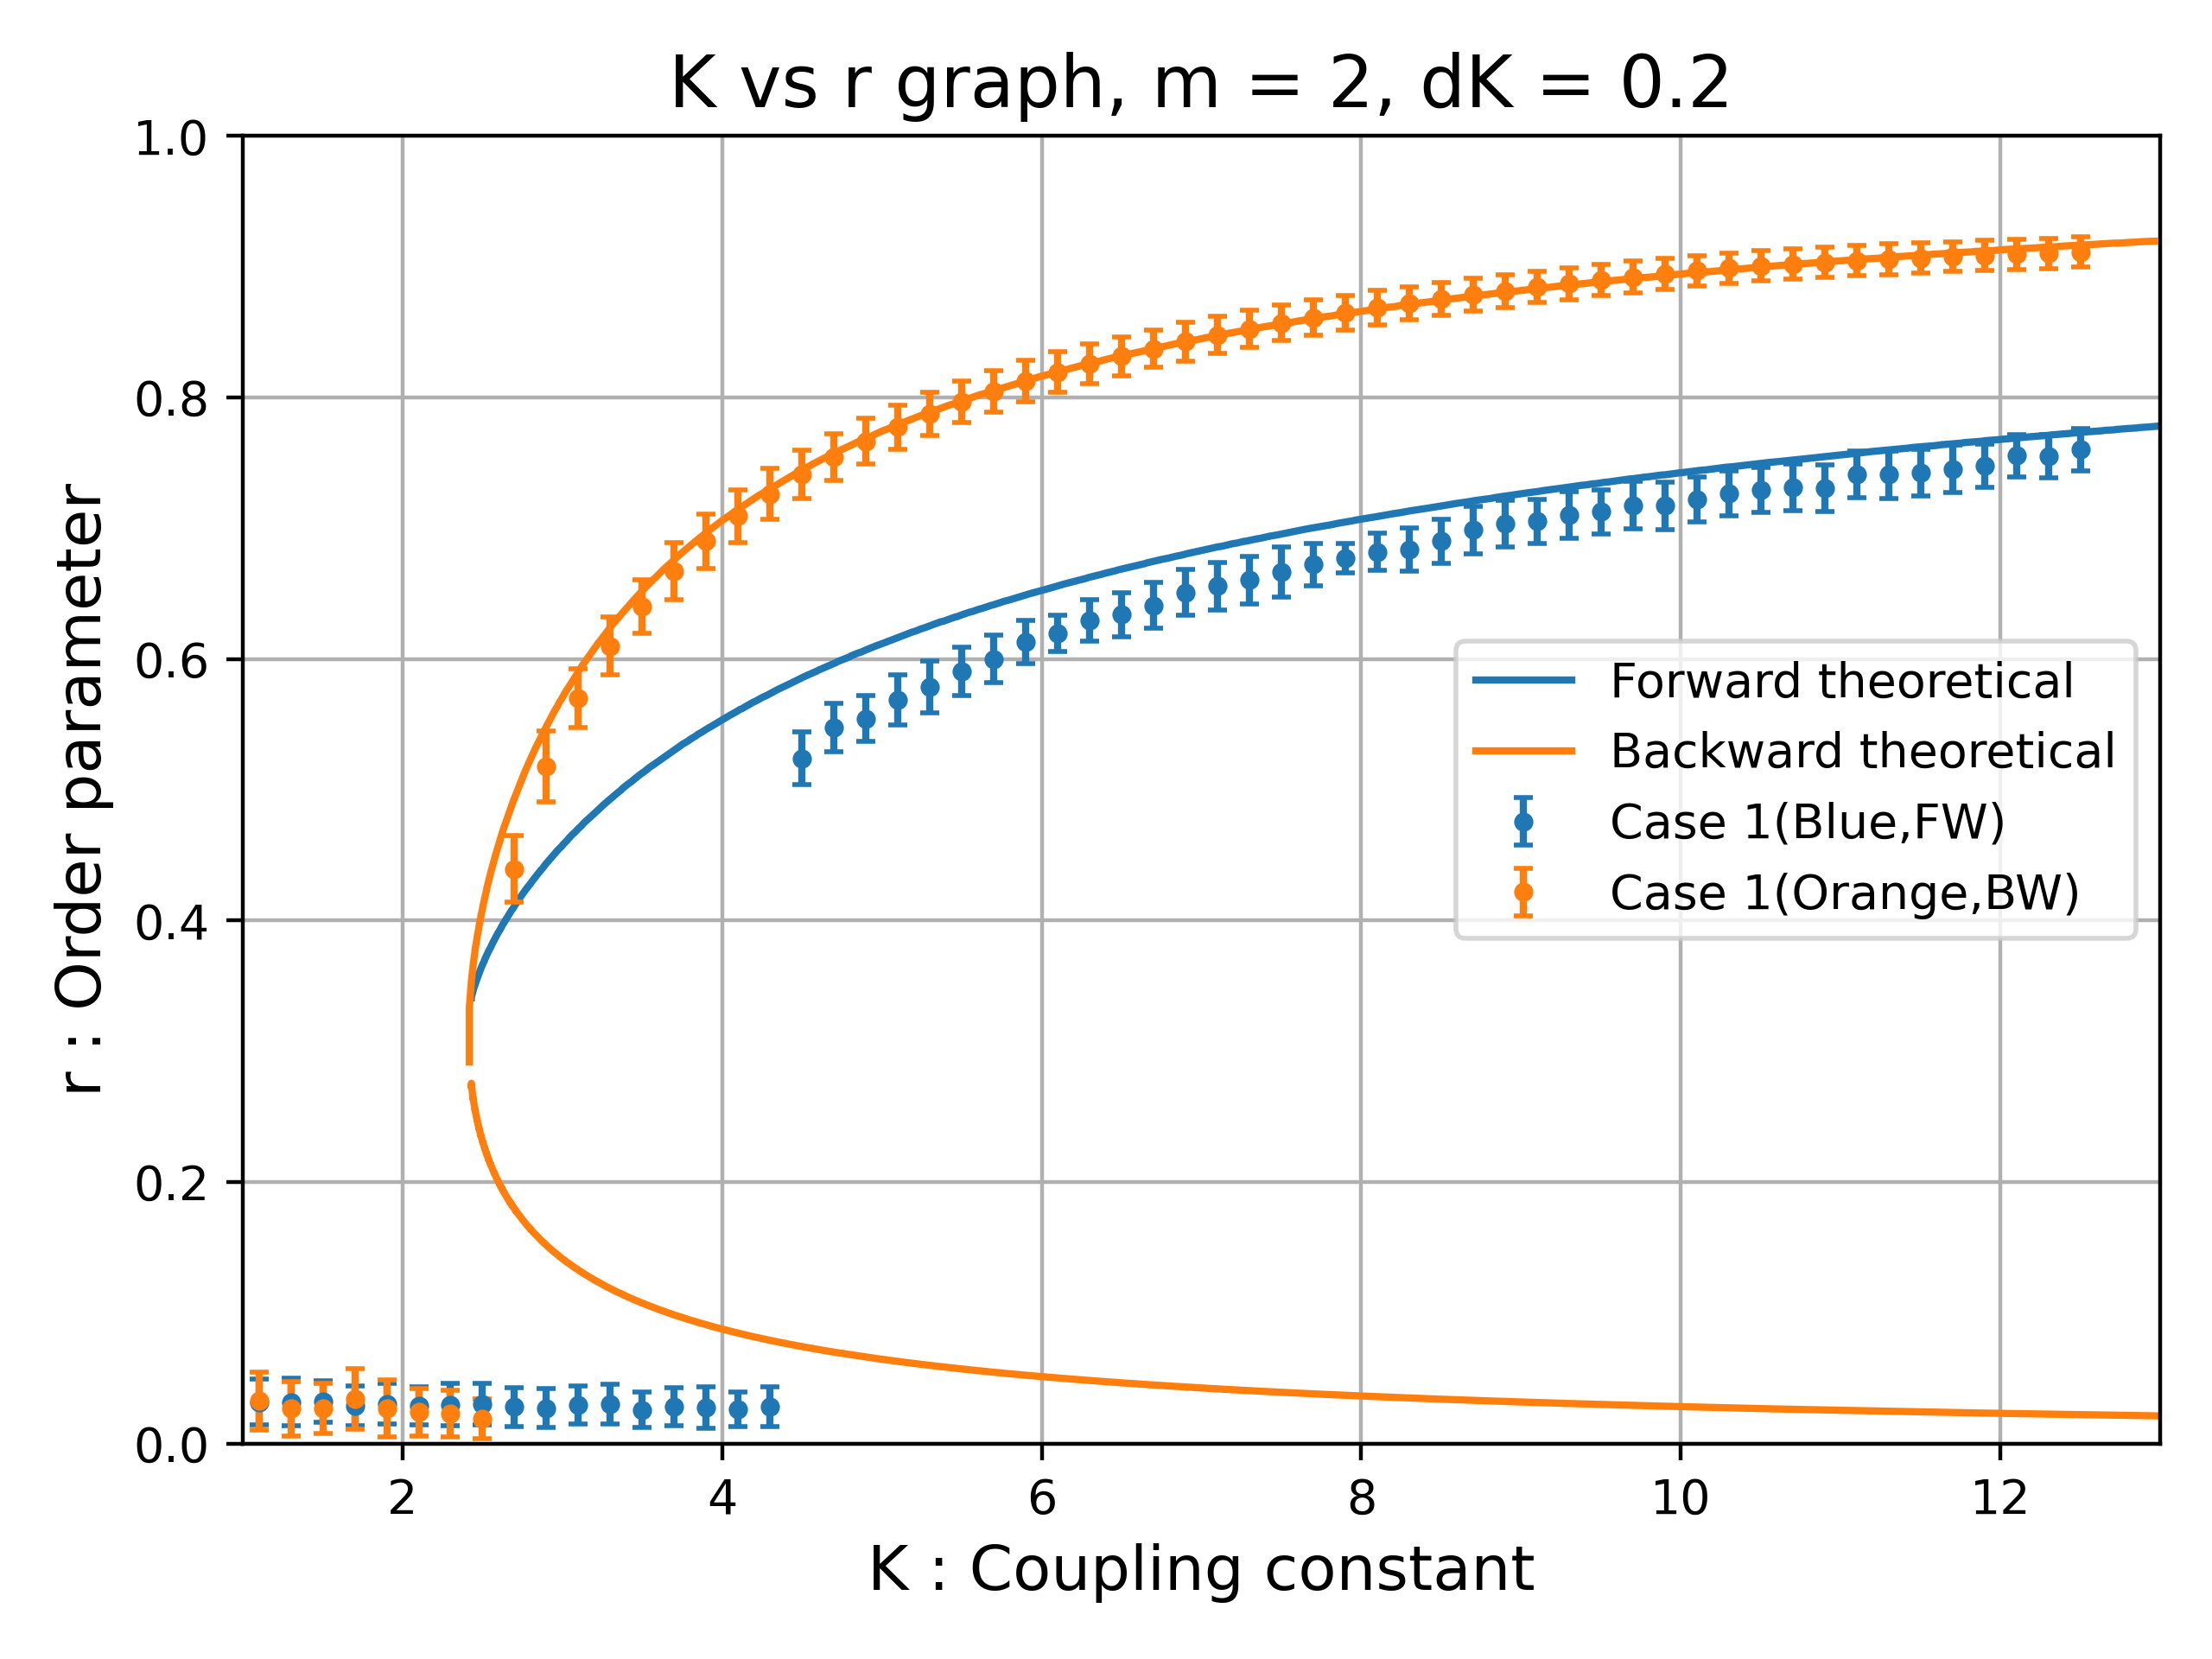 K vs r graph, m = 2, dK = 0.2
1.0
0.8
0.6
0.4
0.2
0.0
r : Order parameter
Forward theoretical
Backward theoretical
Case 1(Blue,FW)
Case 1(Orange,BW)
2 4 6 8 10 12
K : Coupling constant